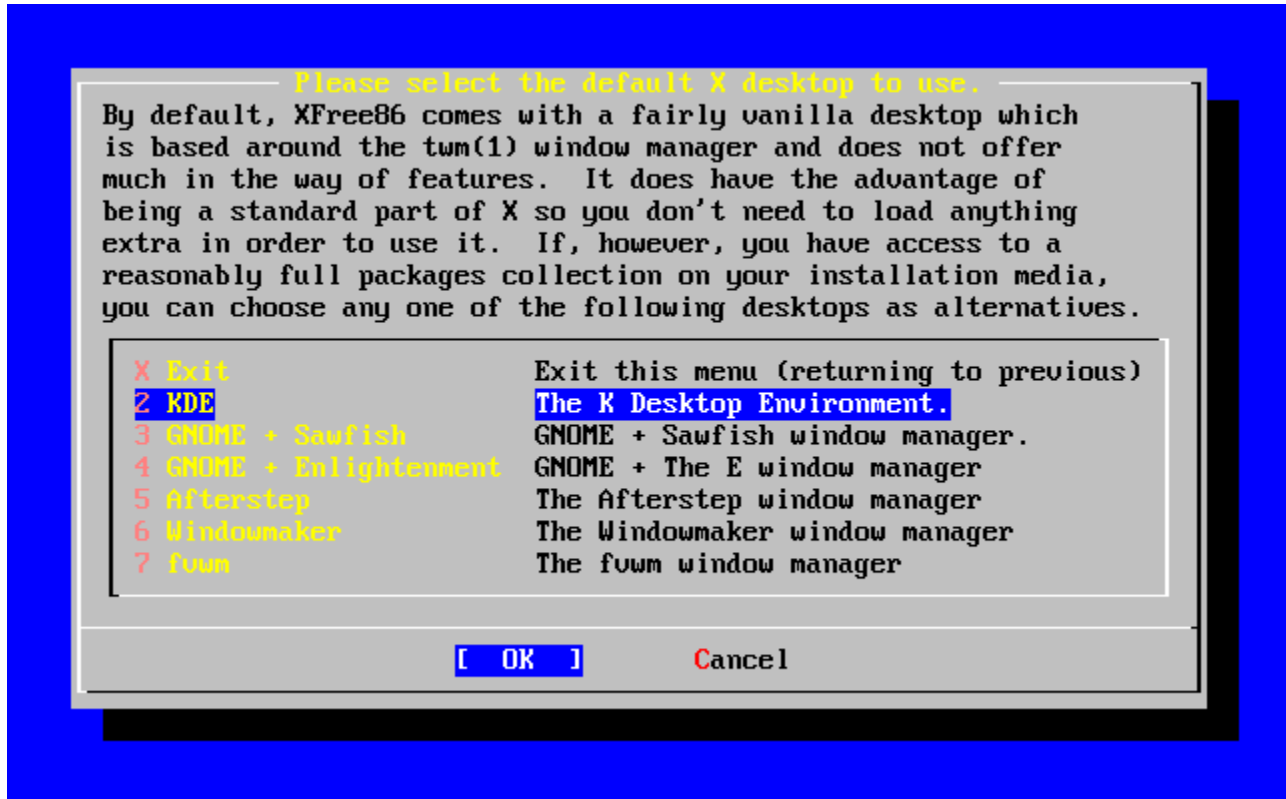 Please select the default X desktop to use.
By default, XFree86 comes with a fairly vanilla desktop which
is based around the twm(1) window manager and does not offer
much in the way of features.  It does have the advantage of
being a standard part of X so you don't need to load anything
extra in order to use it.  If, however, you have access to a
reasonably full packages collection on your installation media,
you can choose any one of the following desktops as alternatives.
X Exit Exit this menu (returning to previous)
2 KDE The K Desktop Environment.
3 GNOME + Sawfish GNOME + Sawfish window manager.
4 GNOME + Enlightenment GNOME + The E window manager
5 Afterstep The Afterstep window manager
6 Windowmaker The Windowmaker window manager
7 fvwm The fvwm window manager
[ OK ] Cancel